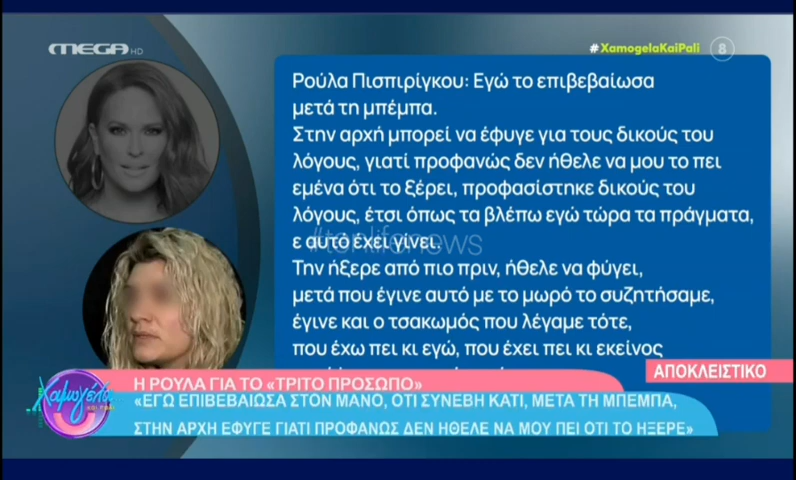 MEGA HD
#XamogelaKaiPali
8
Ρούλα Πισπιρίγκου: Εγώ το επιβεβαίωσα
μετά τη μπέμπα.
Στην αρχή μπορεί να έφυγε για τους δικούς του
λόγους, γιατί προφανώς δεν ήθελε να μου το πει
εμένα ότι το ξέρει, προφασίστηκε δικούς του
λόγους, έτσι όπως τα βλέπω εγώ τώρα τα πράγματα,
ε αυτό έχει γίνει.
#tonlifenews
Την ήξερε από πιο πριν, ήθελε να φύγει,
μετά που έγινε αυτό με το μωρό το συζητήσαμε,
έγινε και ο τσακωμός που λέγαμε τότε,
που έχω πει κι εγώ, που έχει πει κι εκείνος
ΑΠΟΚΛΕΙΣΤΙΚΟ
Χαμογέλα
ΚΑΙ ΠΑΛΙ
Η ΡΟΥΛΑ ΓΙΑ ΤΟ «ΤΡΙΤΟ ΠΡΟΣΩΠΟ»
«ΕΓΩ ΕΠΙΒΕΒΑΙΩΣΑ ΣΤΟΝ ΜΑΝΟ, ΟΤΙ ΣΥΝΕΒΗ ΚΑΤΙ, ΜΕΤΑ ΤΗ ΜΠΕΜΠΑ,
ΣΤΗΝ ΑΡΧΗ ΕΦΥΓΕ ΓΙΑΤΙ ΠΡΟΦΑΝΩΣ ΔΕΝ ΗΘΕΛΕ ΝΑ ΜΟΥ ΠΕΙ ΟΤΙ ΤΟ ΗΞΕΡΕ»